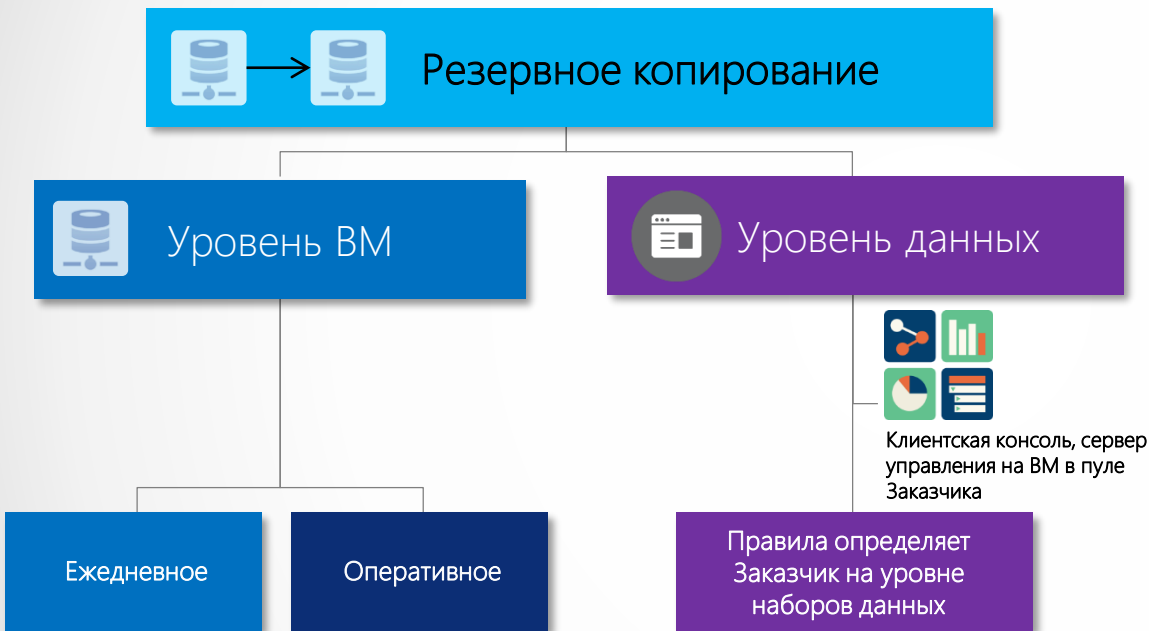 Резервное копирование
Уровень ВМ
Уровень данных
Клиентская консоль, сервер
управления на ВМ в пуле
Заказчика
Ежедневное
Оперативное
Правила определяет
Заказчик на уровне
наборов данных